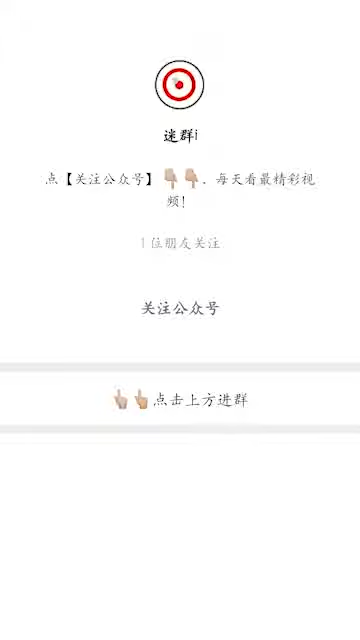 迷群i
点【关注公众号】👇🏼👇🏼、每天看最精彩视
频!
1位朋友关注
关注公众号
👆🏼👆🏼点击上方进群